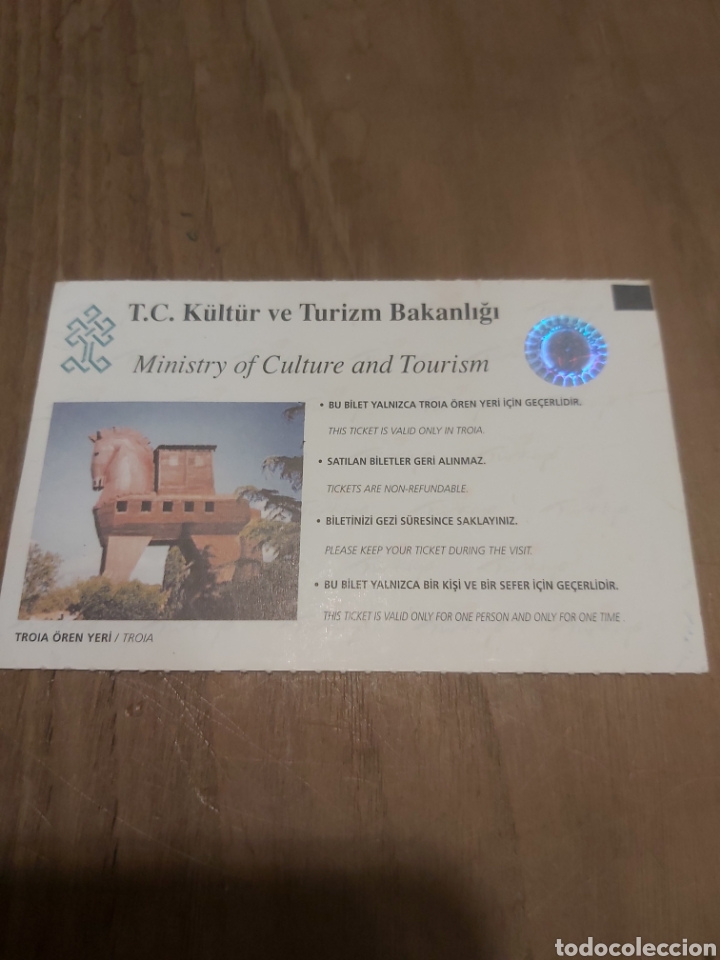 T.C. Kültür ve Turizm Bakanlığı
Ministry of Culture and Tourism
• BU BİLET YALNIZCA TROIA ÖREN YERİ İÇİN GEÇERLİDİR.
THIS TICKET IS VALID ONLY IN TROIA.
• SATILAN BİLETLER GERİ ALINMAZ.
TICKETS ARE NON-REFUNDABLE.
• BİLETİNİZİ GEZİ SÜRESİNCE SAKLAYINIZ.
PLEASE KEEP YOUR TICKET DURING THE VISIT.
• BU BİLET YALNIZCA BİR KİŞİ VE BİR SEFER İÇİN GEÇERLİDİR.
THIS TICKET IS VALID ONLY FOR ONE PERSON AND ONLY FOR ONE TIME .
TROIA ÖREN YERİ / TROIA
todocoleccion